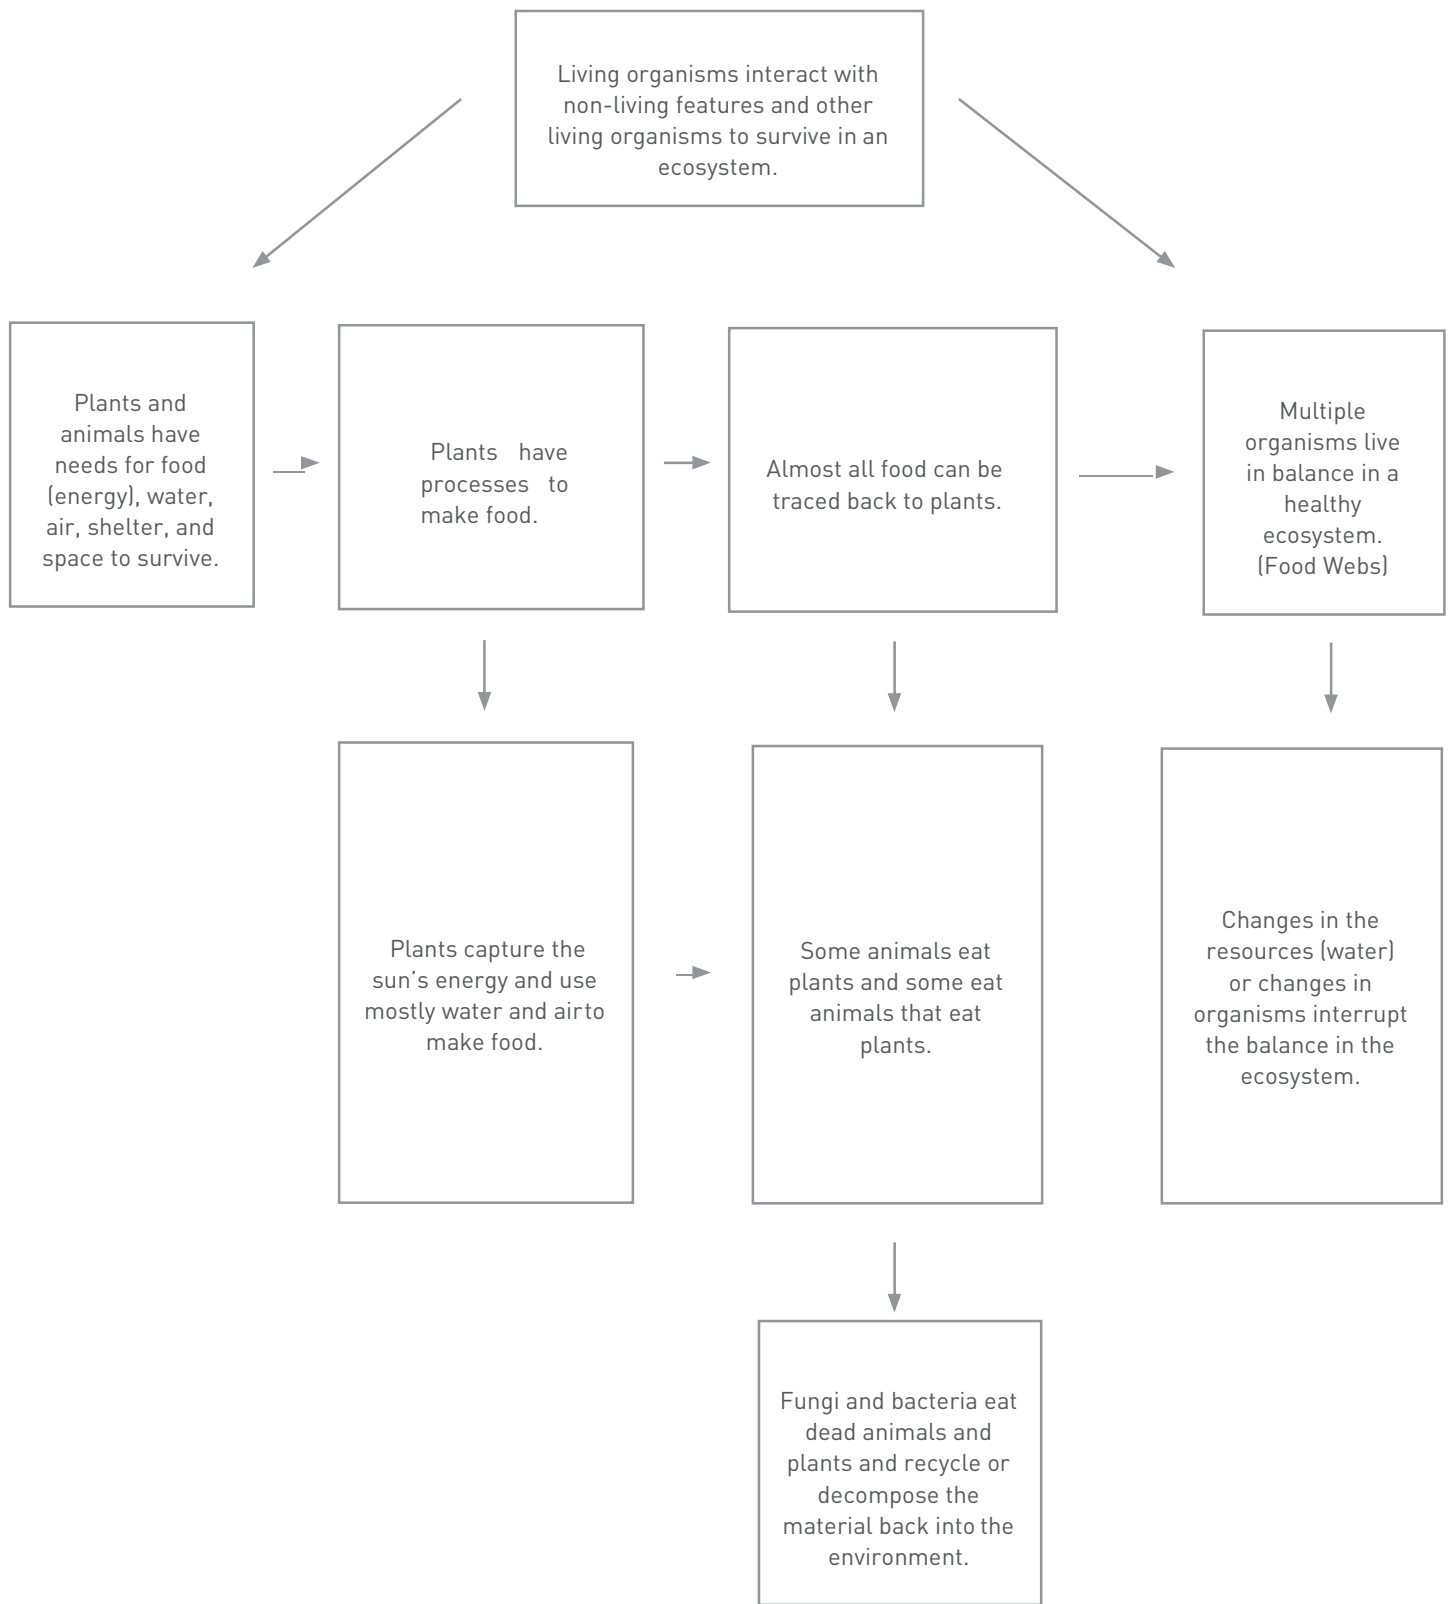 Living organisms interact with
non-living features and other
living organisms to survive in an
ecosystem.
Plants and
animals have
needs for food
(energy), water,
air, shelter, and
space to survive.
Plants have
processes to
make food.
Almost all food can be
traced back to plants.
Multiple
organisms live
in balance in a
healthy
ecosystem.
(Food Webs)
Plants capture the
sun's energy and use
mostly water and airto
make food.
Some animals eat
plants and some eat
animals that eat
plants.
Changes in the
resources (water)
or changes in
organisms interrupt
the balance in the
ecosystem.
Fungi and bacteria eat
dead animals and
plants and recycle or
decompose the
material back into the
environment.